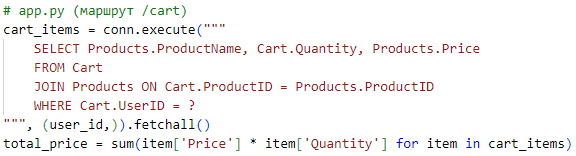 # app.py (маршрут /cart)
cart_items = conn.execute("""
    SELECT Products.ProductName, Cart.Quantity, Products.Price
    FROM Cart
    JOIN Products ON Cart.ProductID = Products.ProductID
    WHERE Cart.UserID = ?
""", (user_id,)).fetchall()
total_price = sum(item['Price'] * item['Quantity'] for item in cart_items)